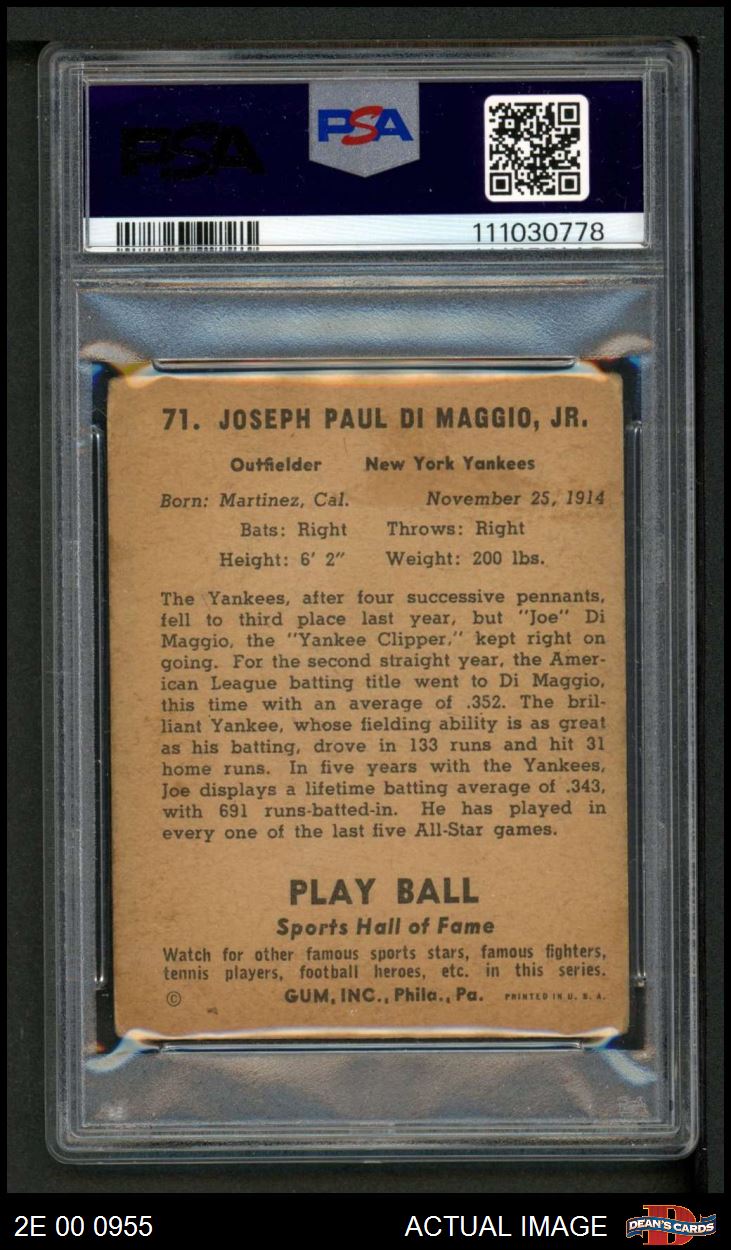 PSA
PSA
111030778
71. JOSEPH PAUL DI MAGGIO, JR.
Outfielder New York Yankees
Born: Martinez, Cal. November 25, 1914
Bats: Right Throws: Right
Height: 6' 2" Weight: 200 lbs.
The Yankees, after four successive pennants,
fell to third place last year, but "Joe" Di
Maggio, the "Yankee Clipper," kept right on
going. For the second straight year, the Amer-
ican League batting title went to Di Maggio,
this time with an average of .352. The bril-
liant Yankee, whose fielding ability is as great
as his batting, drove in 133 runs and hit 31
home runs. In five years with the Yankees,
Joe displays a lifetime batting average of .343,
with 691 runs-batted-in. He has played in
every one of the last five All-Star games.
PLAY BALL
Sports Hall of Fame
Watch for other famous sports stars, famous fighters,
tennis players, football heroes, etc. in this series.
© GUM, INC., Phila., Pa. PRINTED IN U. S. A.
2E 00 0955 ACTUAL IMAGE DEAN'S CARDS